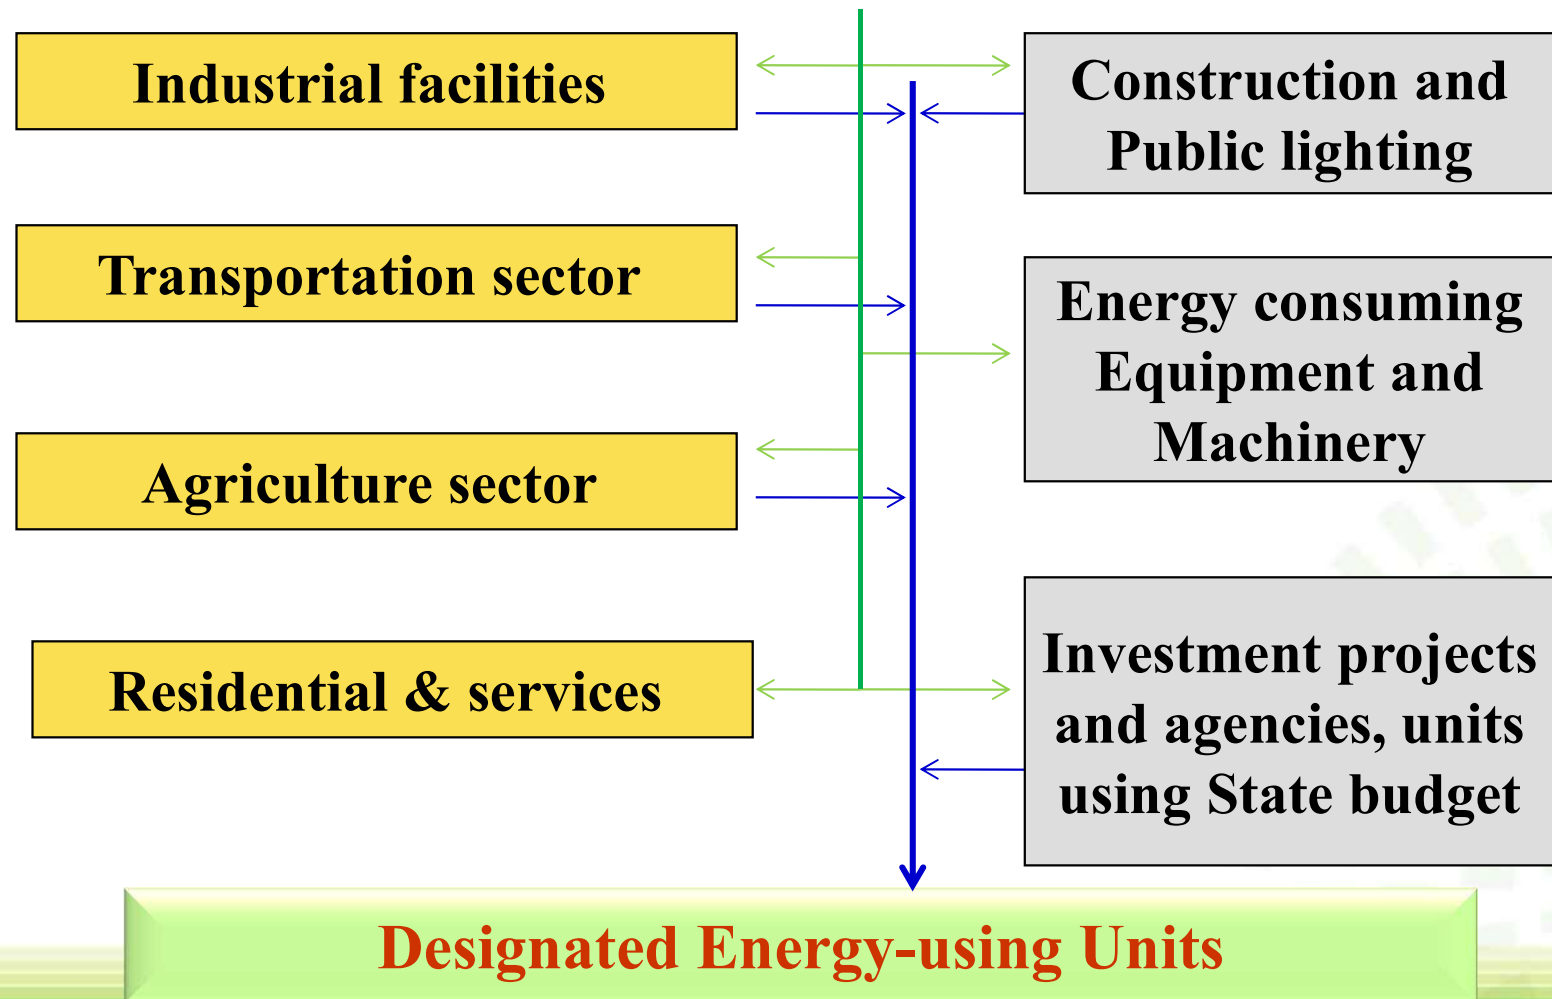 Industrial facilities
Transportation sector
Agriculture sector
Residential & services
Construction and
Public lighting
Energy consuming
Equipment and
Machinery
Investment projects
and agencies, units
using State budget
Designated Energy-using Units